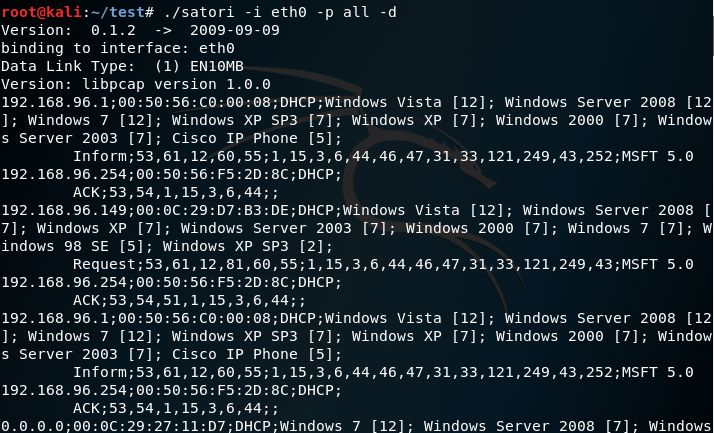 root@kali:~/test# ./satori -i eth0 -p all -d
Version:  0.1.2  ->  2009-09-09
binding to interface: eth0
Data Link Type:  (1) EN10MB
Version: libpcap version 1.0.0
192.168.96.1;00:50:56:C0:00:08;DHCP;Windows Vista [12]; Windows Server 2008 [12
]; Windows 7 [12]; Windows XP SP3 [7]; Windows XP [7]; Windows 2000 [7]; Window
s Server 2003 [7]; Cisco IP Phone [5];
        Inform;53,61,12,60,55;1,15,3,6,44,46,47,31,33,121,249,43,252;MSFT 5.0
192.168.96.254;00:50:56:F5:2D:8C;DHCP;
        ACK;53,54,1,15,3,6,44;;
192.168.96.149;00:0C:29:D7:B3:DE;DHCP;Windows Vista [12]; Windows Server 2008 [
7]; Windows XP [7]; Windows Server 2003 [7]; Windows 2000 [7]; Windows 7 [7]; W
indows 98 SE [5]; Windows XP SP3 [2];
        Request;53,61,12,81,60,55;1,15,3,6,44,46,47,31,33,121,249,43;MSFT 5.0
192.168.96.254;00:50:56:F5:2D:8C;DHCP;
        ACK;53,54,51,1,15,3,6,44;;
192.168.96.1;00:50:56:C0:00:08;DHCP;Windows Vista [12]; Windows Server 2008 [12
]; Windows 7 [12]; Windows XP SP3 [7]; Windows XP [7]; Windows 2000 [7]; Window
s Server 2003 [7]; Cisco IP Phone [5];
        Inform;53,61,12,60,55;1,15,3,6,44,46,47,31,33,121,249,43,252;MSFT 5.0
192.168.96.254;00:50:56:F5:2D:8C;DHCP;
        ACK;53,54,1,15,3,6,44;;
0.0.0.0;00:0C:29:27:11:D7;DHCP;Windows 7 [12]; Windows Server 2008 [7]; Windows